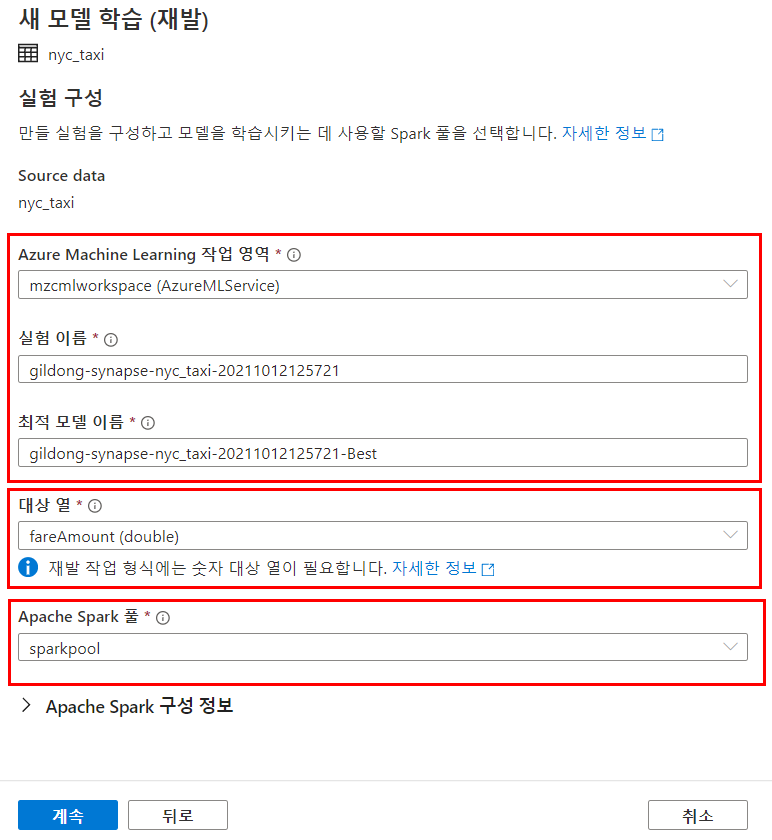 새 모델 학습 (재발)
nyc_taxi
실험 구성
만들 실험을 구성하고 모델을 학습시키는 데 사용할 Spark 풀을 선택합니다. 자세한 정보
Source data
nyc_taxi
Azure Machine Learning 작업 영역 *
mzcmlworkspace (AzureMLService)
실험 이름 *
gildong-synapse-nyc_taxi-20211012125721
최적 모델 이름 *
gildong-synapse-nyc_taxi-20211012125721-Best
대상 열 *
fareAmount (double)
재발 작업 형식에는 숫자 대상 열이 필요합니다. 자세한 정보
Apache Spark 풀 *
sparkpool
Apache Spark 구성 정보
계속 뒤로 취소